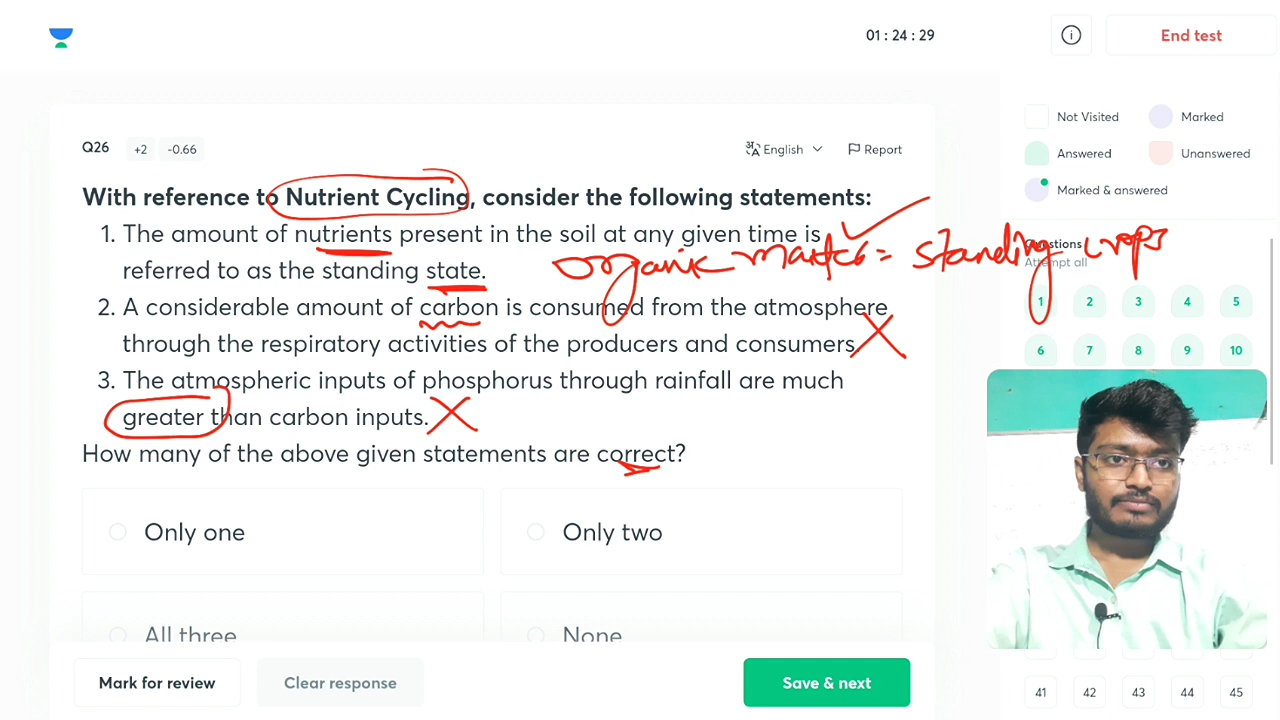 01 : 24 : 29
End test
Not Visited
Marked
Answered
Unanswered
Marked & answered
Questions
Attempt all
1 2 3 4 5
6 7 8 9 10
41 42 43 44 45
Q26 +2 -0.66 English Report
With reference to Nutrient Cycling, consider the following statements:
1. The amount of nutrients present in the soil at any given time is
referred to as the standing state.
organic = standing crops
2. A considerable amount of carbon is consumed from the atmosphere
through the respiratory activities of the producers and consumers.
3. The atmospheric inputs of phosphorus through rainfall are much
greater than carbon inputs.
How many of the above given statements are correct?
Only one
Only two
All three
None
Mark for review
Clear response
Save & next